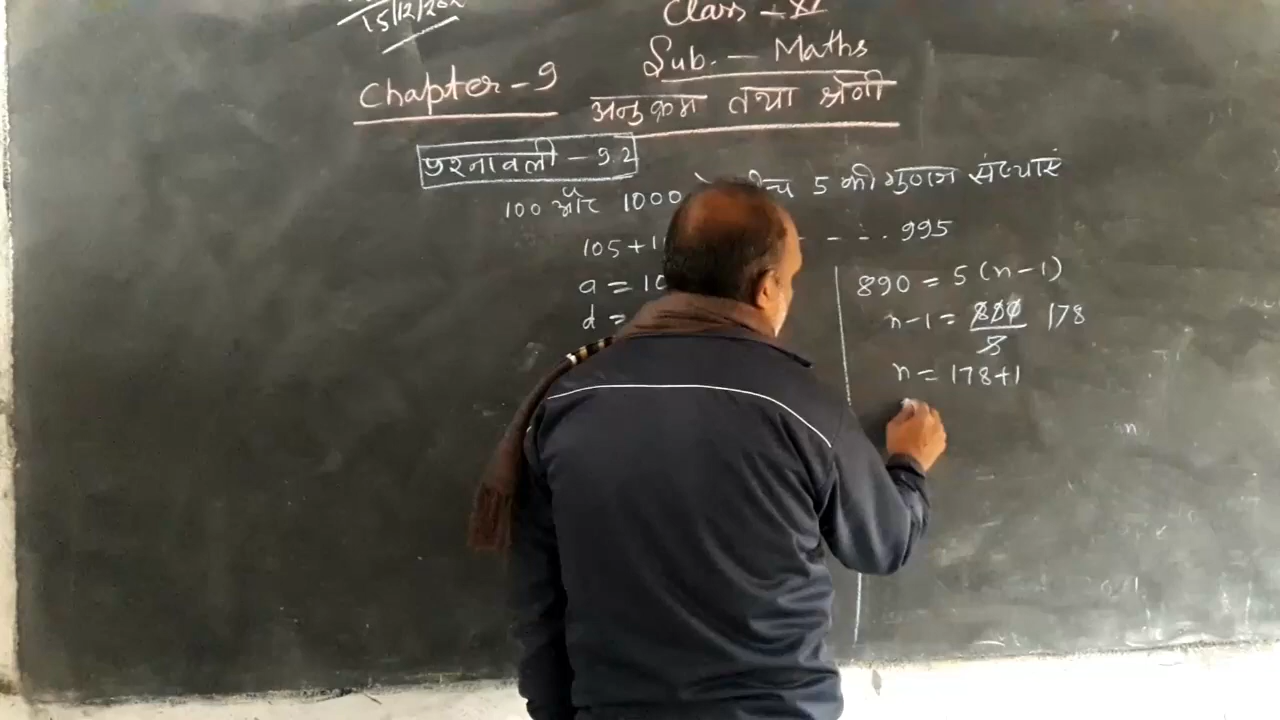 15/12/202
Class - XI
Sub. - Maths
Chapter - 9
अनुक्रम तथा श्रेणी
प्रश्नावली - 9.2
100 और 1000 5 की गुणज संख्याएं
105 + 1 - - - . . 995
a = 10
d =
890 = 5 (n - 1)
n - 1 = 890/5 178
n = 178 + 1